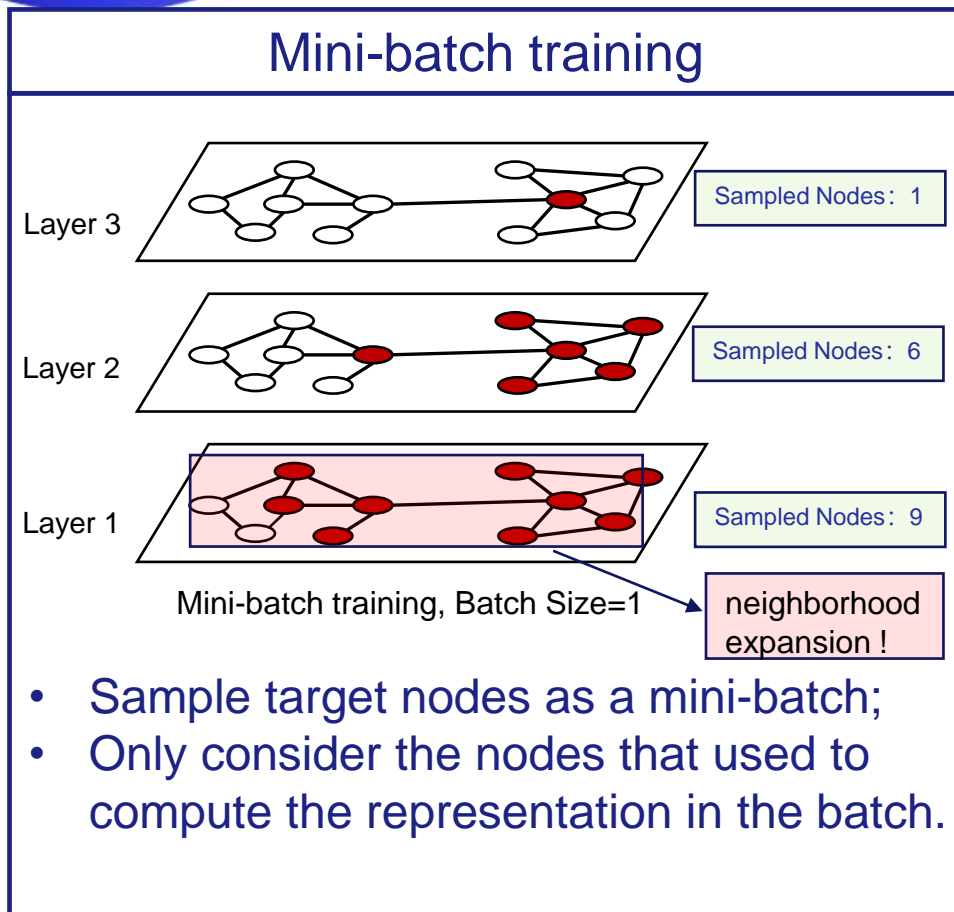 Mini-batch training
Layer 3
Sampled Nodes: 1
Layer 2
Sampled Nodes: 6
Layer 1
Sampled Nodes: 9
Mini-batch training, Batch Size=1
neighborhood
expansion !
• Sample target nodes as a mini-batch;
• Only consider the nodes that used to
compute the representation in the batch.